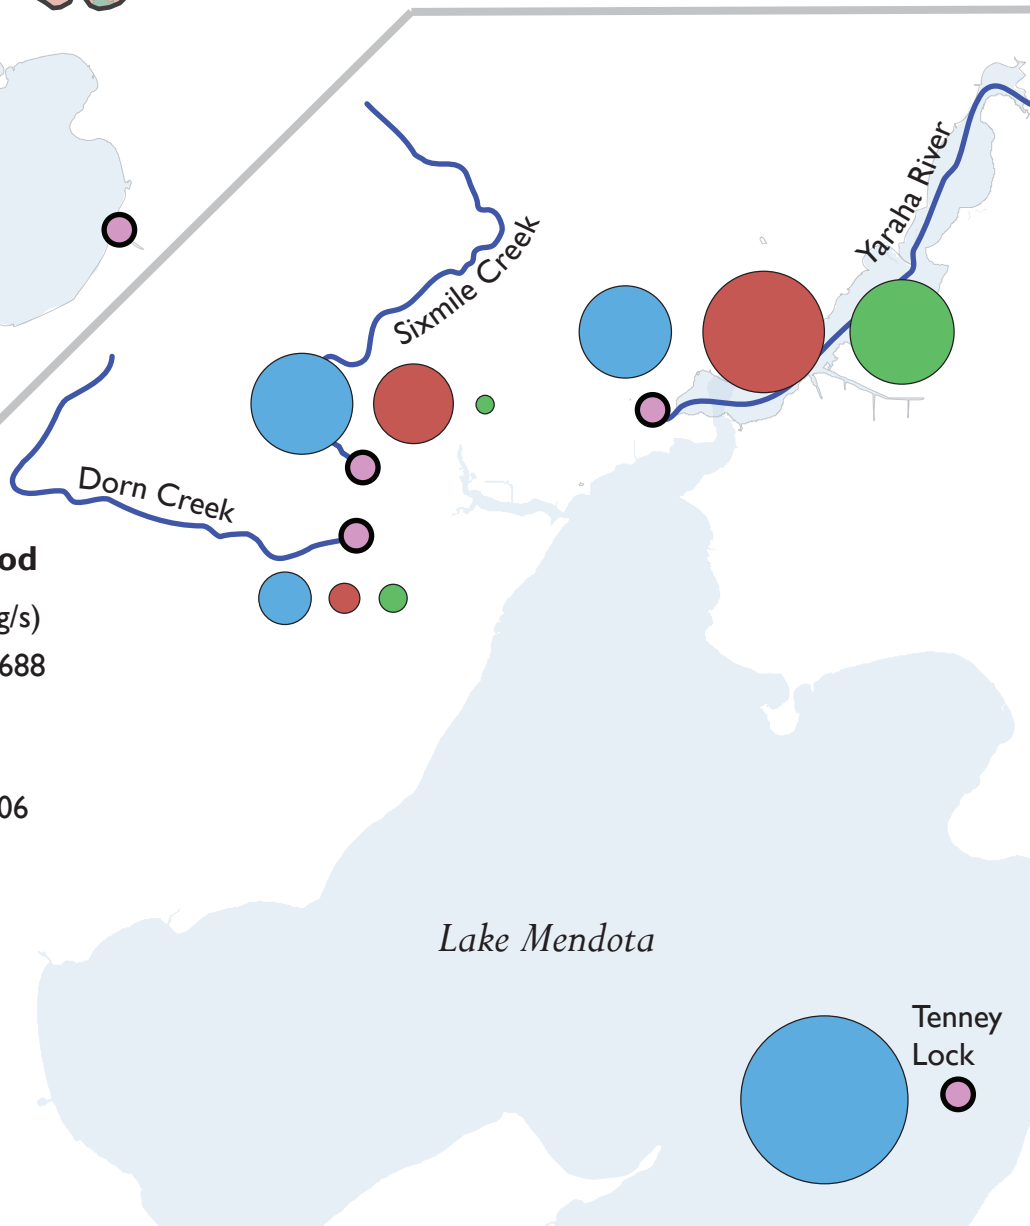 Yaraha River
Sixmile Creek
Dorn Creek
od
g/s)
688
06
Lake Mendota
Tenney
Lock